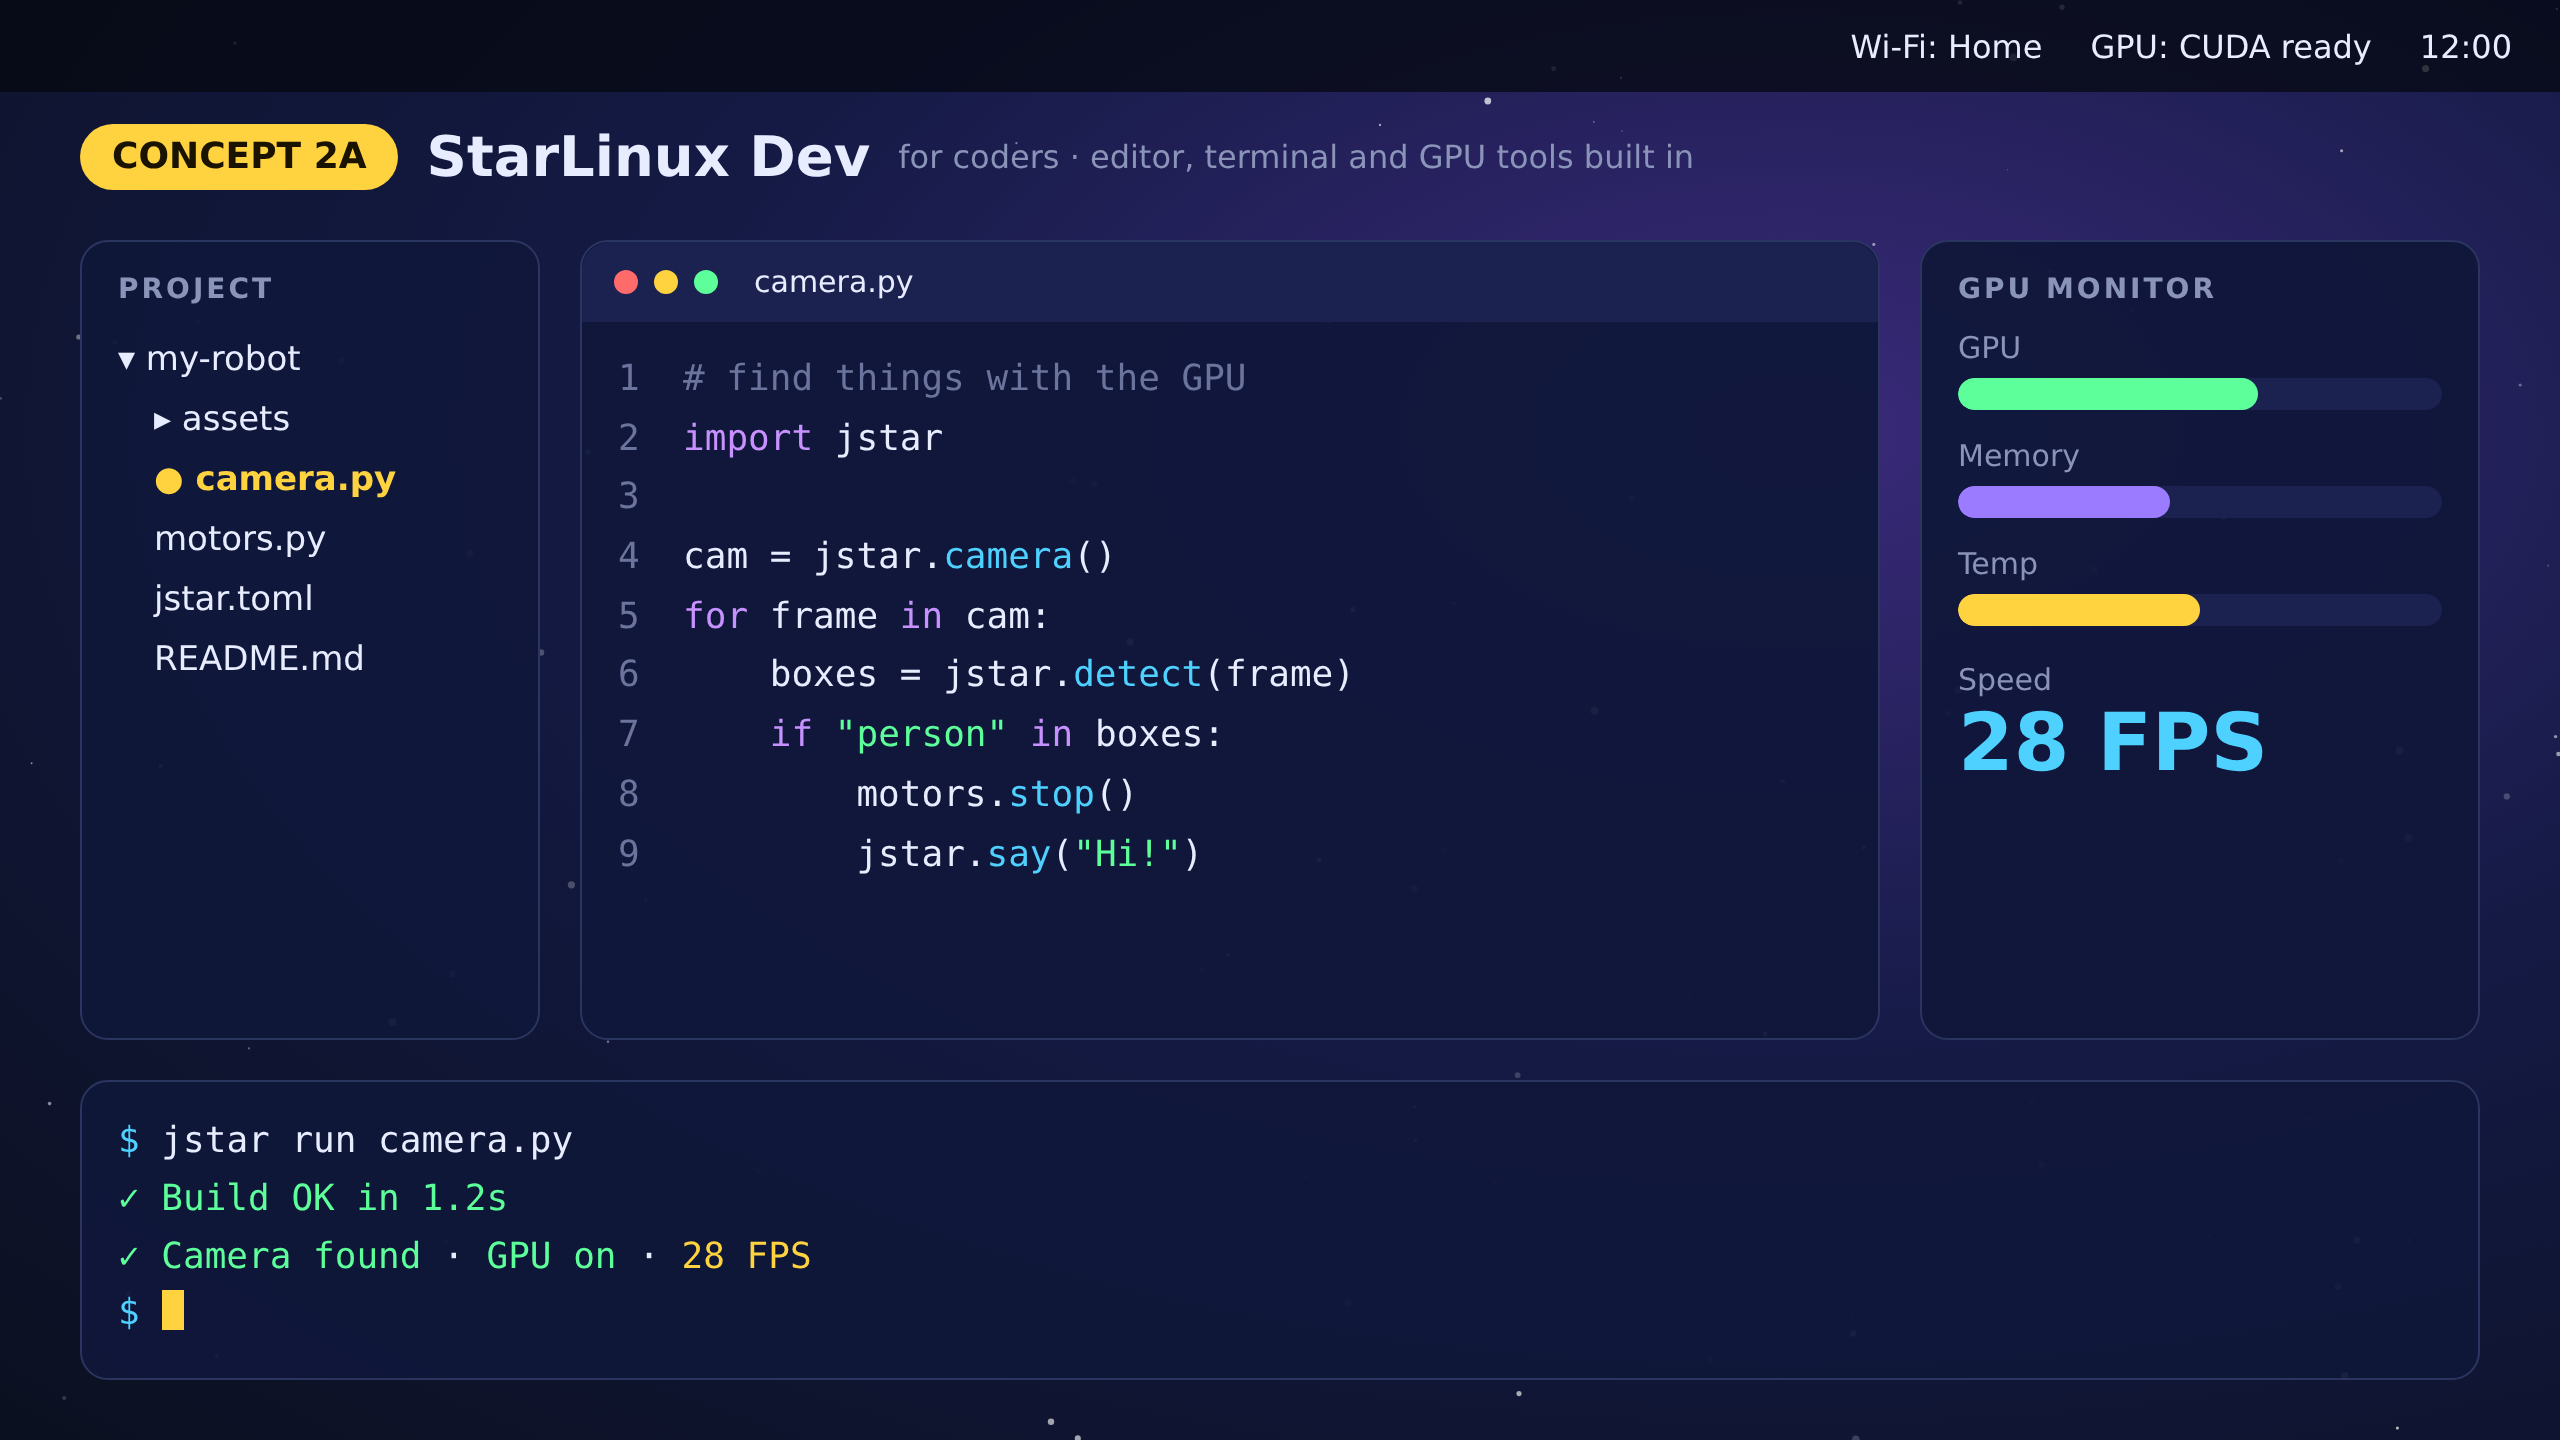 Wi-Fi: Home GPU: CUDA ready 12:00
CONCEPT 2A StarLinux Dev for coders · editor, terminal and GPU tools built in
PROJECT
▾ my-robot
▸ assets
● camera.py
motors.py
jstar.toml
README.md
camera.py
1 # find things with the GPU
2 import jstar
3
4 cam = jstar.camera()
5 for frame in cam:
6     boxes = jstar.detect(frame)
7     if "person" in boxes:
8         motors.stop()
9         jstar.say("Hi!")
GPU MONITOR
GPU
Memory
Temp
Speed
28 FPS
$ jstar run camera.py
✓ Build OK in 1.2s
✓ Camera found · GPU on · 28 FPS
$